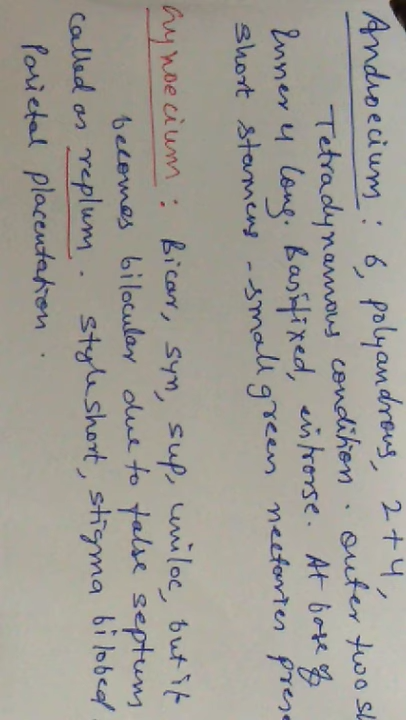 Androecium : 6, polyandrous, 2+4,
Tetradynamous condition. Outer two
Inner 4 long. Basifixed, introrse. At base of
short stamens - small green nectaries
Gynoecium : Bicar, syn, sup, uniloc, but it
becomes bilocular due to false septum
called as replum. Style short, stigma bilobed
Parietal placentation.